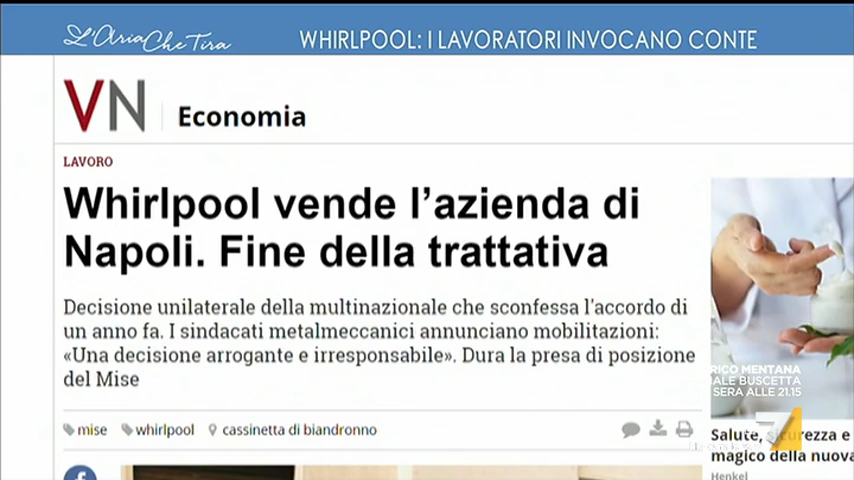 L'Aria Che Tira
WHIRLPOOL: I LAVORATORI INVOCANO CONTE
VN Economia
LAVORO
Whirlpool vende l'azienda di
Napoli. Fine della trattativa
Decisione unilaterale della multinazionale che sconfessa l'accordo di
un anno fa. I sindacati metalmeccanici annunciano mobilitazioni:
«Una decisione arrogante e irresponsabile». Dura la presa di posizione
del Mise
mise whirlpool cassinetta di biandronno
RICO MENTANA
ALE BUSCETTA
SERA ALLE 21.15
7
Salute, sicurezza e
magico della nuova
Henkel